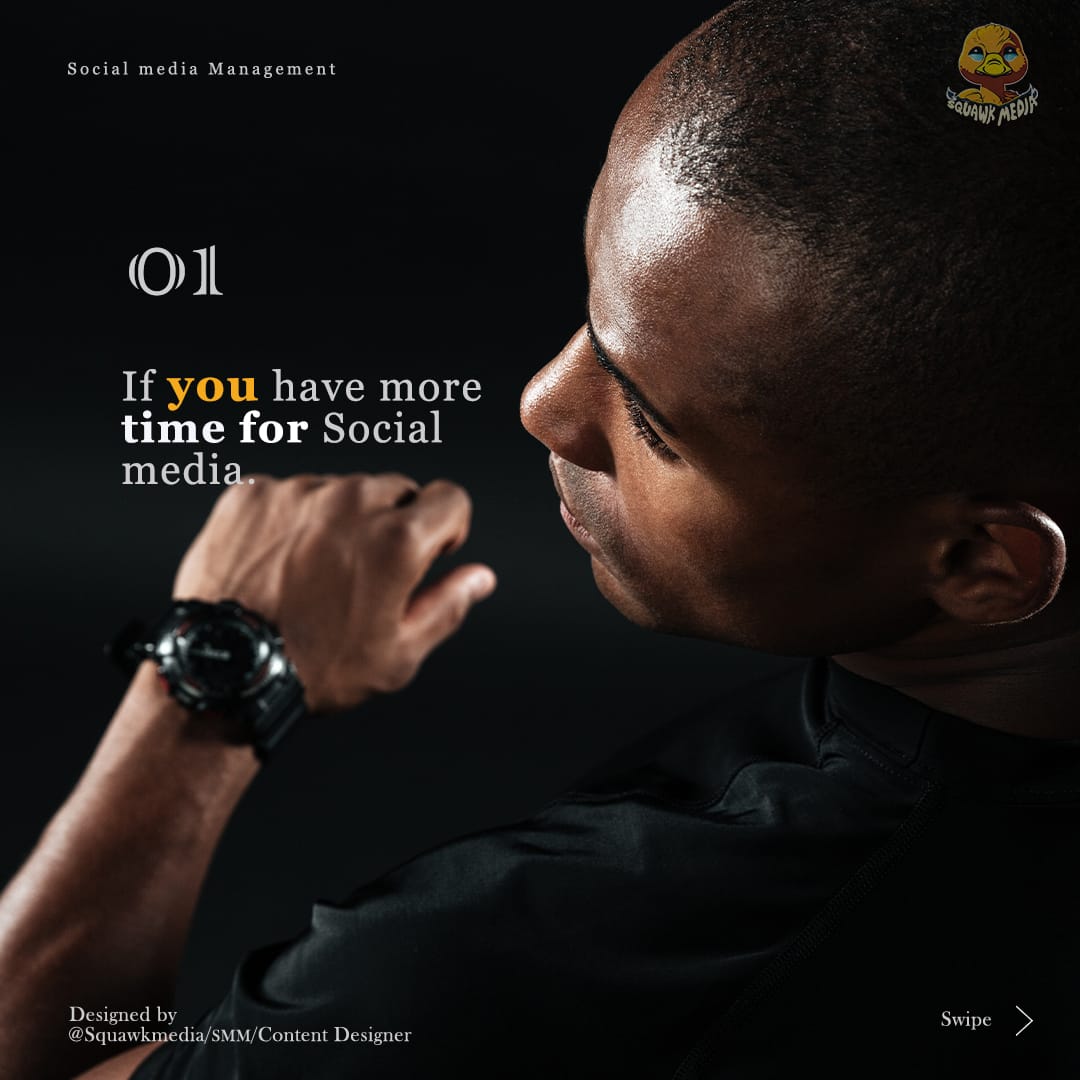 Social media Management
SQUAWK MEDIA
01
If you have more
time for Social
media.
Designed by
@Squawkmedia/SMM/Content Designer
Swipe